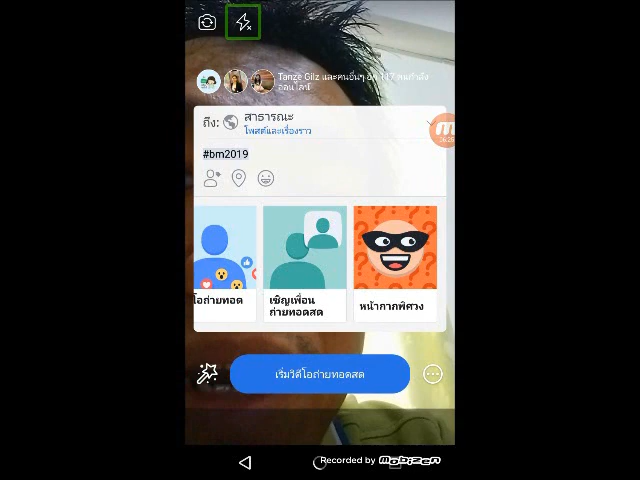 Tanze Gilz และคนอื่นๆ อีก 117 คนกำลัง
ออนไลน์
ถึง: สาธารณะ
โพสต์และเรื่องราว
#bm2019
โอถ่ายทอด
เชิญเพื่อน
ถ่ายทอดสด
หน้ากากพิศวง
เริ่มวิดีโอถ่ายทอดสด
Recorded by mobizen